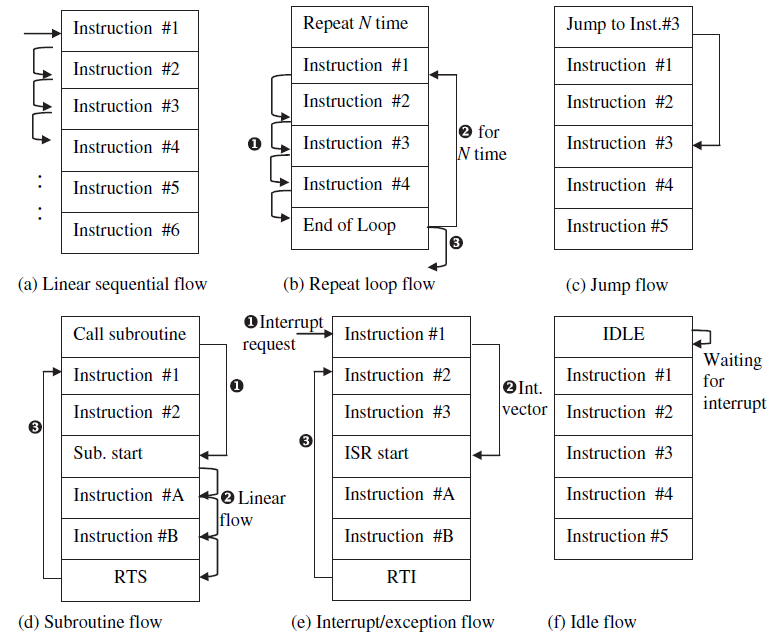 Instruction #1
Instruction #2
Instruction #3
Instruction #4
Instruction #5
Instruction #6
(a) Linear sequential flow
Repeat N time
Instruction #1
Instruction #2
Instruction #3
Instruction #4
End of Loop
❶
❷ for
N time
❸
(b) Repeat loop flow
Jump to Inst.#3
Instruction #1
Instruction #2
Instruction #3
Instruction #4
Instruction #5
(c) Jump flow
Call subroutine
Instruction #1
Instruction #2
Sub. start
Instruction #A
Instruction #B
RTS
❶
❷ Linear
flow
❸
(d) Subroutine flow
❶Interrupt
request
Instruction #1
Instruction #2
Instruction #3
ISR start
Instruction #A
Instruction #B
RTI
❷Int.
vector
❸
(e) Interrupt/exception flow
IDLE
Instruction #1
Instruction #2
Instruction #3
Instruction #4
Instruction #5
Waiting
for
interrupt
(f) Idle flow